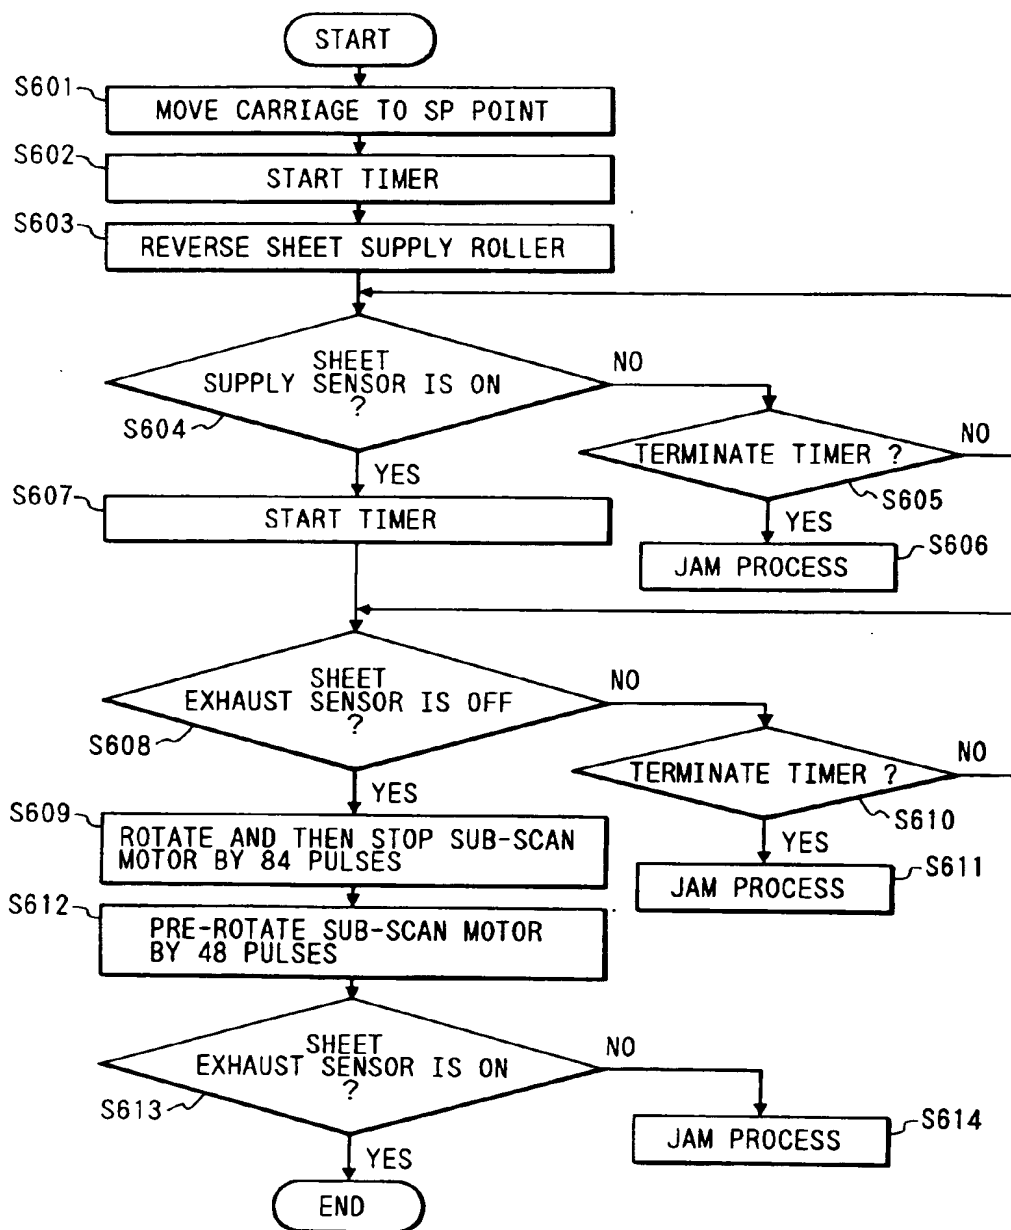 START
S601
MOVE CARRIAGE TO SP POINT
S602
START TIMER
S603
REVERSE SHEET SUPPLY ROLLER
SHEET
SUPPLY SENSOR IS ON
?
NO
S604
TERMINATE TIMER ?
NO
S605
YES
S607
START TIMER
YES
S606
JAM PROCESS
SHEET
EXHAUST SENSOR IS OFF
?
NO
S608
TERMINATE TIMER ?
NO
S610
YES
S609
ROTATE AND THEN STOP SUB-SCAN
MOTOR BY 84 PULSES
YES
S611
JAM PROCESS
S612
PRE-ROTATE SUB-SCAN MOTOR
BY 48 PULSES
SHEET
EXHAUST SENSOR IS ON
?
NO
S613
S614
JAM PROCESS
YES
END